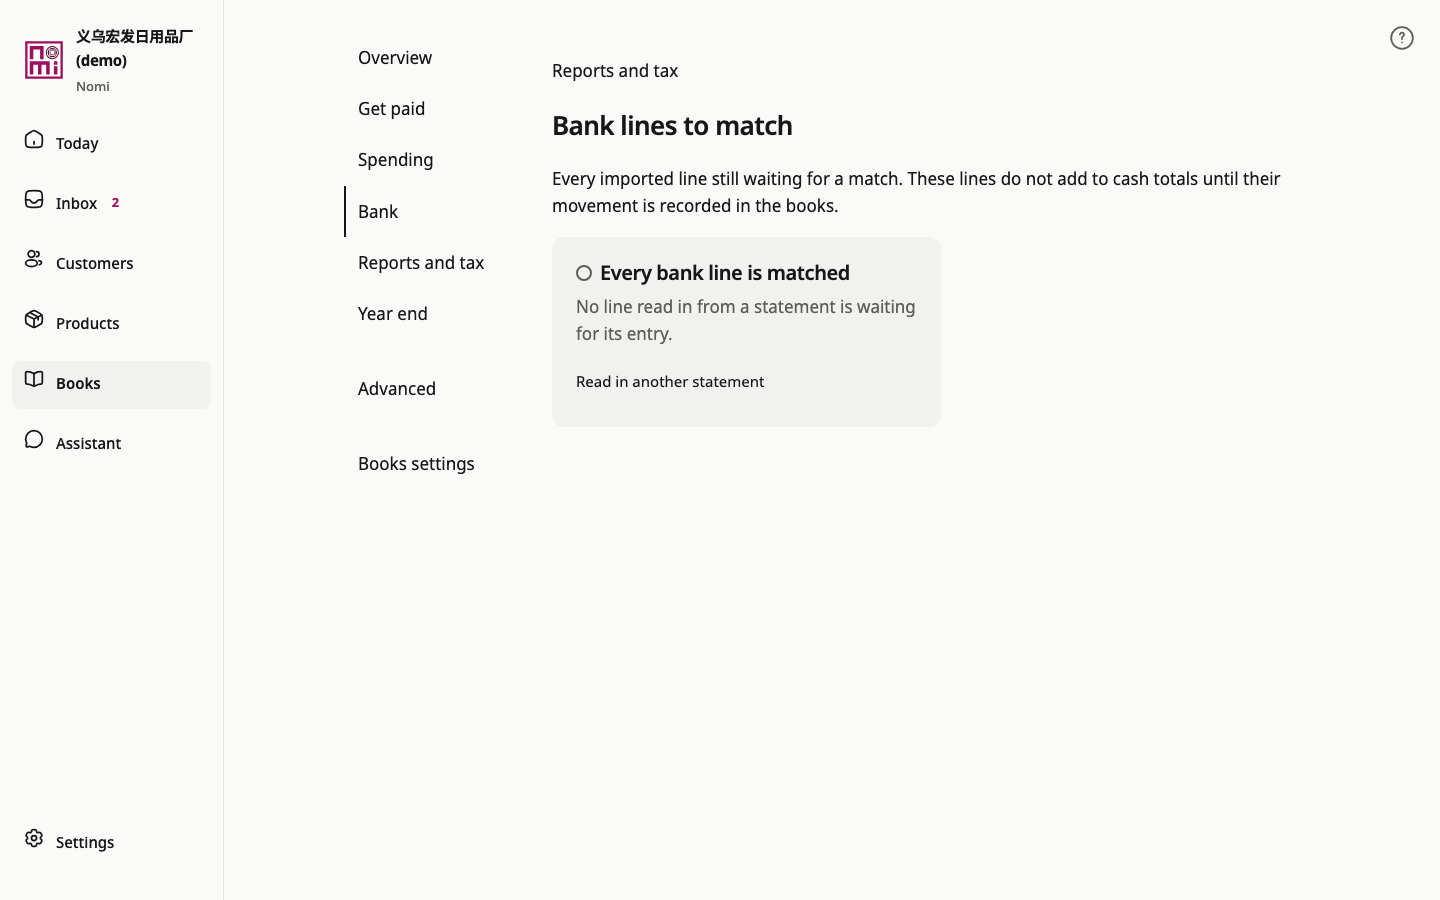 义乌宏发日用品厂
(demo)
Nomi
Today
Inbox 2
Customers
Products
Books
Assistant
Settings
Overview
Get paid
Spending
Bank
Reports and tax
Year end
Advanced
Books settings
Reports and tax
Bank lines to match
Every imported line still waiting for a match. These lines do not add to cash totals until their
movement is recorded in the books.
Every bank line is matched
No line read in from a statement is waiting
for its entry.
Read in another statement